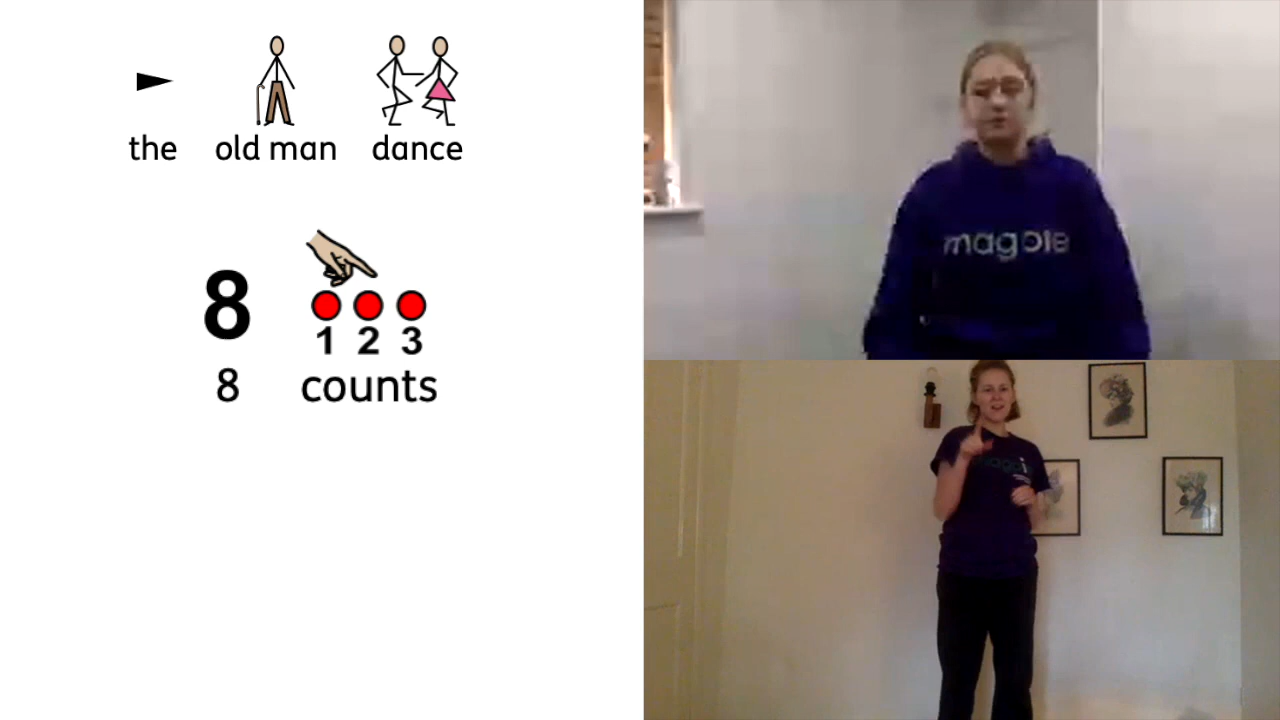 the old man dance
8
1 2 3
8 counts
magpie